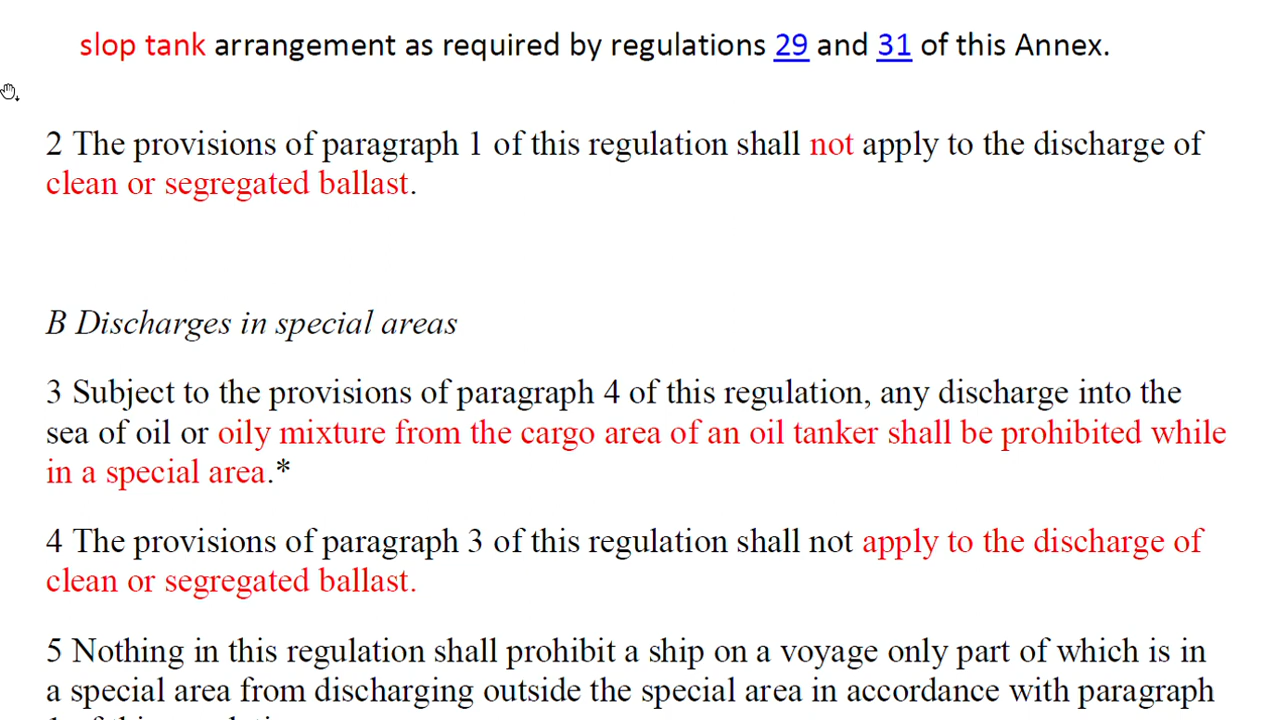 slop tank arrangement as required by regulations 29 and 31 of this Annex.
2 The provisions of paragraph 1 of this regulation shall not apply to the discharge of
clean or segregated ballast.
B Discharges in special areas
3 Subject to the provisions of paragraph 4 of this regulation, any discharge into the
sea of oil or oily mixture from the cargo area of an oil tanker shall be prohibited while
in a special area.*
4 The provisions of paragraph 3 of this regulation shall not apply to the discharge of
clean or segregated ballast.
5 Nothing in this regulation shall prohibit a ship on a voyage only part of which is in
a special area from discharging outside the special area in accordance with paragraph